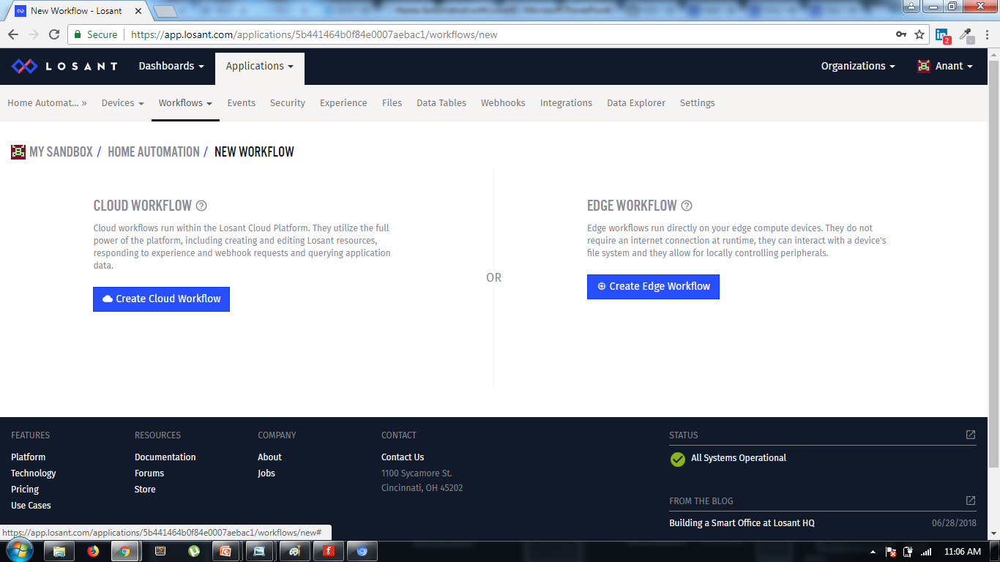 New Workflow - Losant
Secure
https://app.losant.com/applications/5b441464b0f84e0007aebac1/workflows/new
2
LOSANT
Dashboards
Applications
Organizations
Anant
Home Automat... »
Devices
Workflows
Events
Security
Experience
Files
Data Tables
Webhooks
Integrations
Data Explorer
Settings
MY SANDBOX / HOME AUTOMATION / NEW WORKFLOW
CLOUD WORKFLOW
Cloud workflows run within the Losant Cloud Platform. They utilize the full
power of the platform, including creating and editing Losant resources,
responding to experience and webhook requests and querying application
data.
Create Cloud Workflow
OR
EDGE WORKFLOW
Edge workflows run directly on your edge compute devices. They do not
require an internet connection at runtime, they can interact with a device's
file system and they allow for locally controlling peripherals.
Create Edge Workflow
FEATURES
Platform
Technology
Pricing
Use Cases
RESOURCES
Documentation
Forums
Store
COMPANY
About
Jobs
CONTACT
Contact Us
1100 Sycamore St.
Cincinnati, OH 45202
STATUS
All Systems Operational
FROM THE BLOG
Building a Smart Office at Losant HQ
06/28/2018
https://app.losant.com/applications/5b441464b0f84e0007aebac1/workflows/new#
11:06 AM